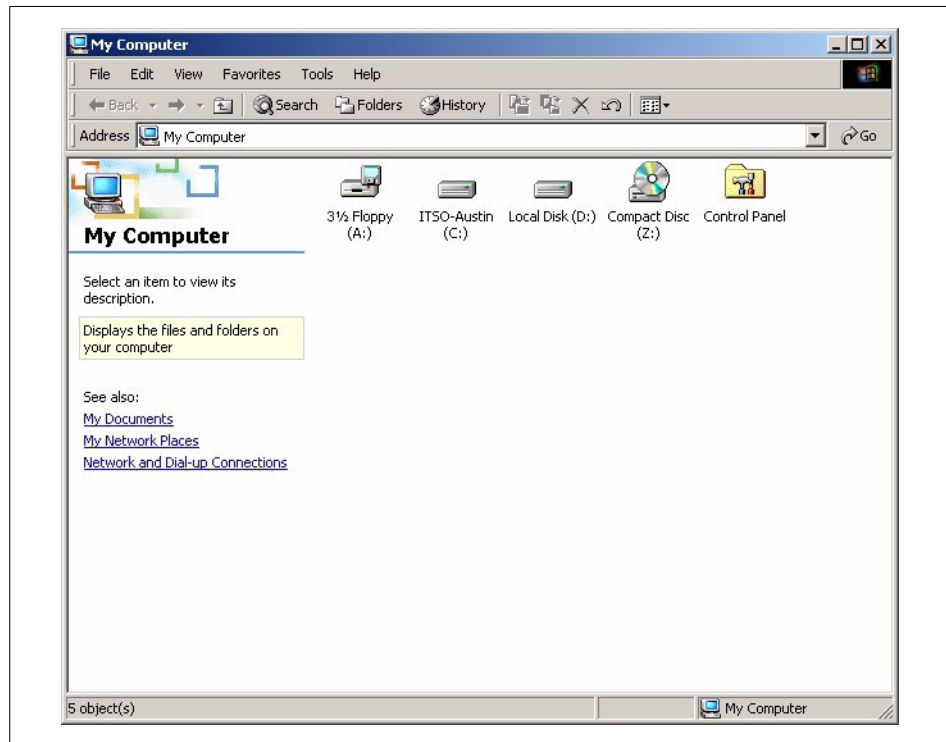 My Computer
File Edit View Favorites Tools Help
Back Search Folders History
Address My Computer Go
My Computer
Select an item to view its
description.
Displays the files and folders on
your computer
See also:
My Documents
My Network Places
Network and Dial-up Connections
3½ Floppy
(A:)
ITSO-Austin
(C:)
Local Disk (D:)
Compact Disc
(Z:)
Control Panel
5 object(s) My Computer